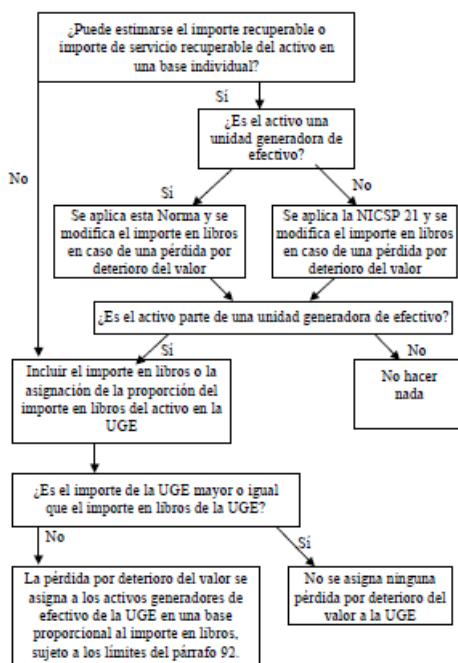 ¿Puede estimarse el importe recuperable o
importe de servicio recuperable del activo en
una base individual?
Sí
¿Es el activo una
unidad generadora de
efectivo?
No
Sí
No
Se aplica esta Norma y se
modifica el importe en libros
en caso de una pérdida por
deterioro del valor
Se aplica la NICSP 21 y se
modifica el importe en libros
en caso de una pérdida por
deterioro del valor
¿Es el activo parte de una unidad generadora de efectivo?
Sí
No
Incluir el importe en libros o la
asignación de la proporción del
importe en libros del activo en la
UGE
No hacer
nada
¿Es el importe de la UGE mayor o igual
que el importe en libros de la UGE?
No
Sí
La pérdida por deterioro del valor se
asigna a los activos generadores de
efectivo de la UGE en una base
proporcional al importe en libros,
sujeto a los límites del párrafo 92.
No se asigna ninguna
pérdida por deterioro del
valor a la UGE